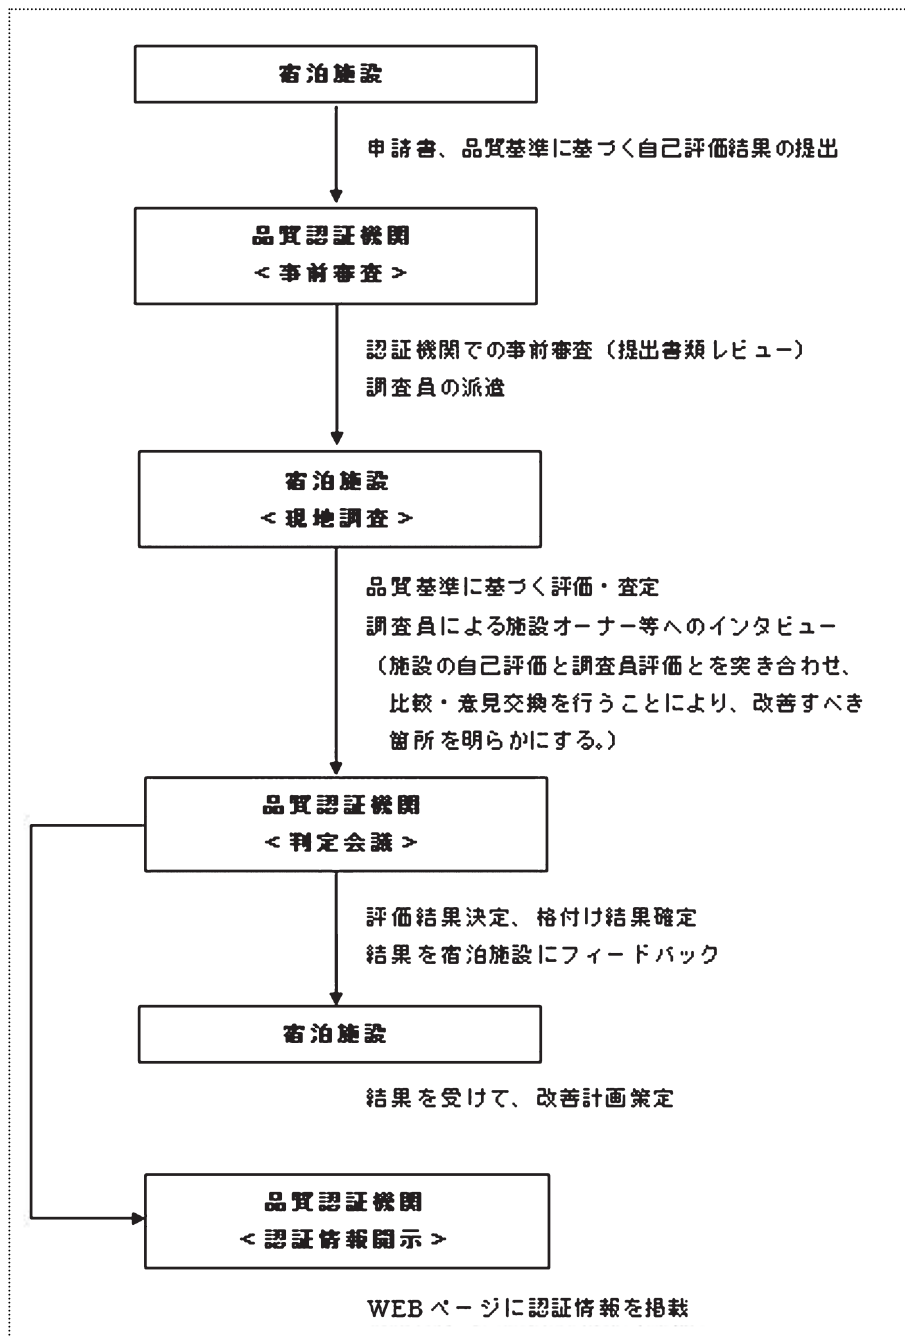 宿泊施設
申請書、品質基準に基づく自己評価結果の提出
品質認証機関
＜事前審査＞
認証機関での事前審査（提出書類レビュー）
調査員の派遣
宿泊施設
＜現地調査＞
品質基準に基づく評価・査定
調査員による施設オーナー等へのインタビュー
（施設の自己評価と調査員評価とを突き合わせ、
比較・意見交換を行うことにより、改善すべき
箇所を明らかにする。）
品質認証機関
＜判定会議＞
評価結果決定、格付け結果確定
結果を宿泊施設にフィードバック
宿泊施設
結果を受けて、改善計画策定
品質認証機関
＜認証情報開示＞
WEBページに認証情報を掲載